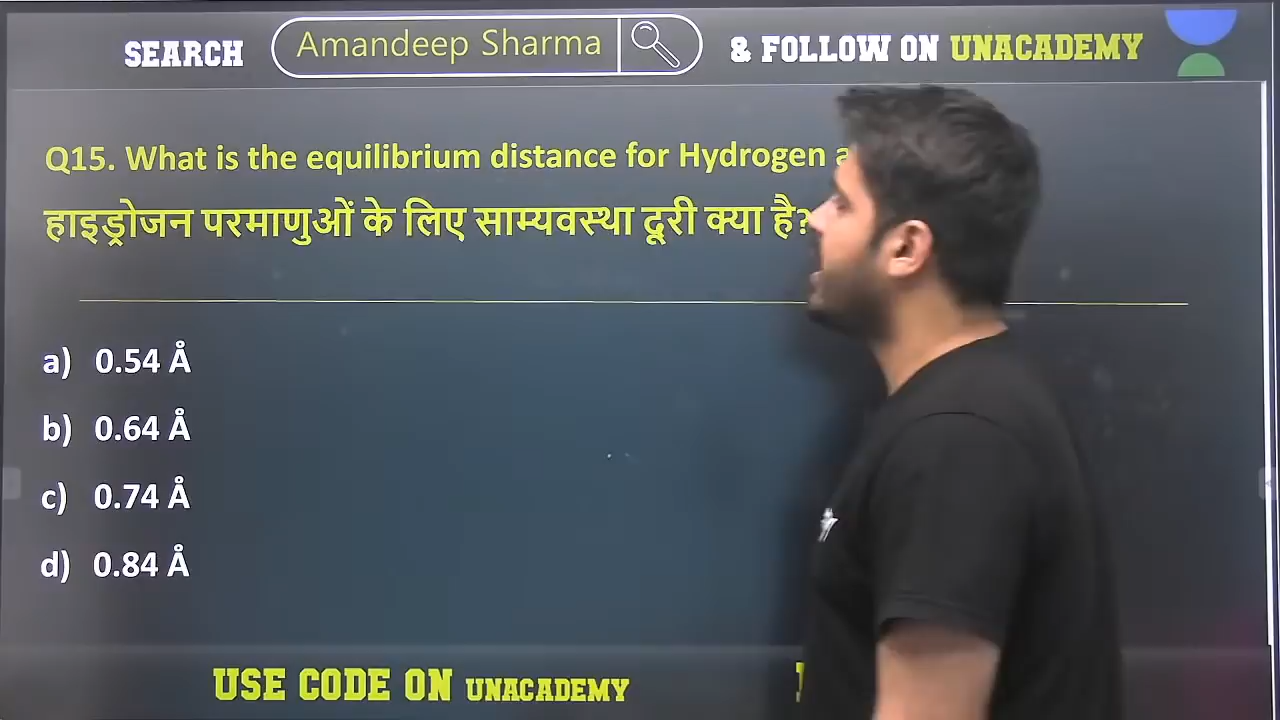 SEARCH Amandeep Sharma & FOLLOW ON UNACADEMY
Q15. What is the equilibrium distance for Hydrogen
हाइड्रोजन परमाणुओं के लिए साम्यवस्था दूरी क्या है?
a) 0.54 Å
b) 0.64 Å
c) 0.74 Å
d) 0.84 Å
USE CODE ON UNACADEMY